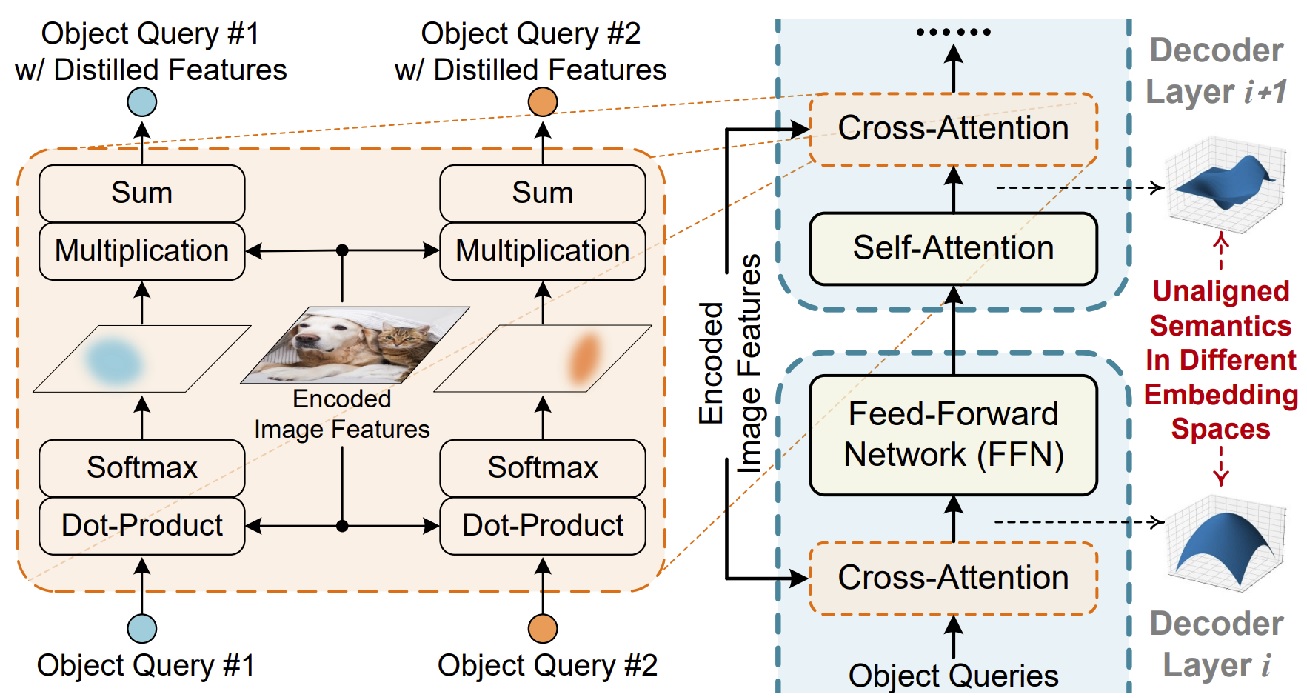 Object Query #1
w/ Distilled Features
Object Query #2
w/ Distilled Features
Sum
Multiplication
Sum
Multiplication
Encoded
Image Features
Softmax
Dot-Product
Softmax
Dot-Product
Object Query #1
Object Query #2
......
Cross-Attention
Self-Attention
Encoded
Image Features
Feed-Forward
Network (FFN)
Cross-Attention
Object Queries
Decoder
Layer i+1
Unaligned
Semantics
In Different
Embedding
Spaces
Decoder
Layer i